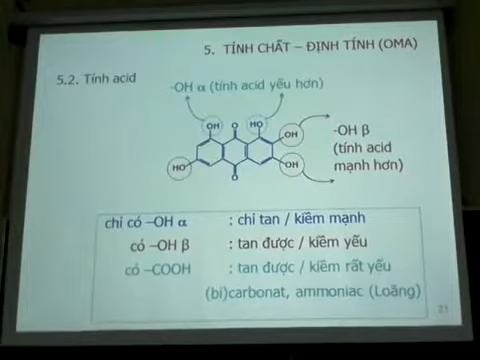 5. TÍNH CHẤT – ĐỊNH TÍNH (OMA)
5.2. Tính acid
-OH α (tính acid yếu hơn)
OH O HO
OH
-OH β
(tính acid
mạnh hơn)
HO OH
O
chỉ có –OH α : chỉ tan / kiềm mạnh
có –OH β : tan được / kiềm yếu
có –COOH : tan được / kiềm rất yếu
(bi)carbonat, ammoniac (Loãng)
21